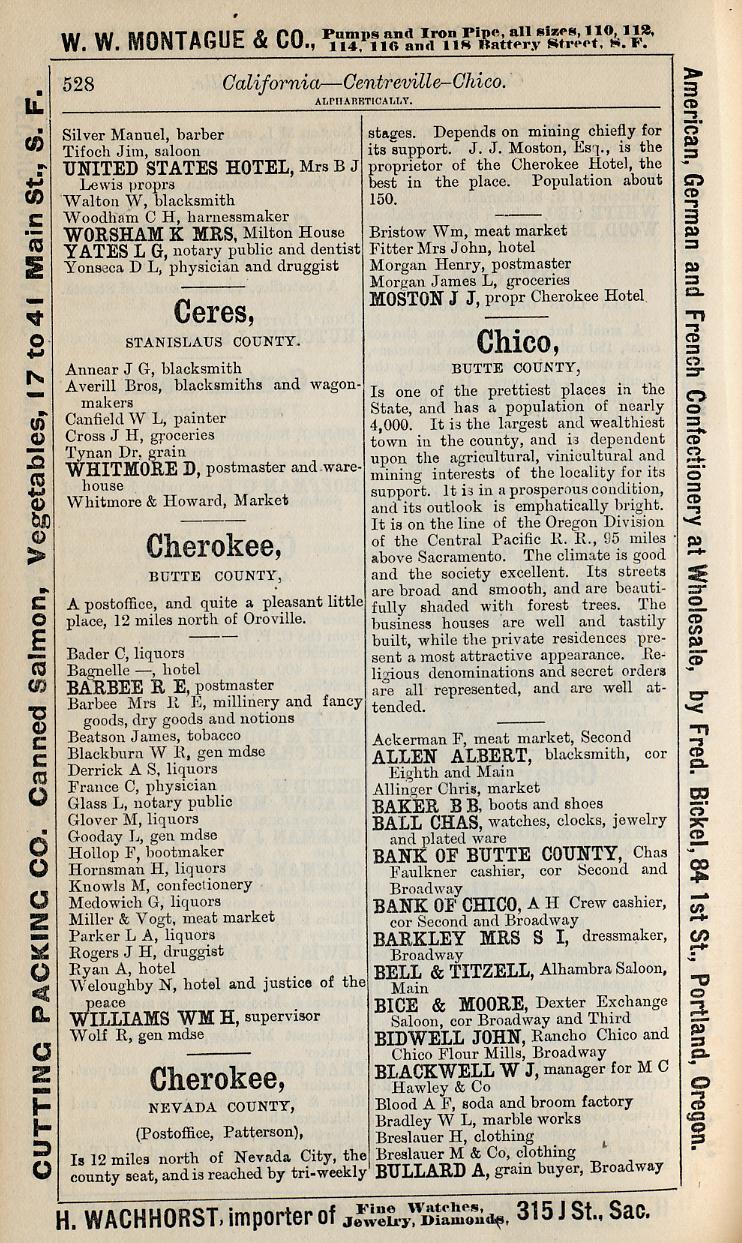 W. W. MONTAGUE & CO., Pumps and Iron Pipe, all sizes, 110, 112,
114, 116 and 118 Battery Street, S. F.
528
California—Centreville-Chico.
ALPHABETICALLY.
Silver Manuel, barber
Tifoch Jim, saloon
UNITED STATES HOTEL, Mrs B J
Lewis proprs
Walton W, blacksmith
Woodham C H, harnessmaker
WORSHAM K MRS, Milton House
YATES L G, notary public and dentist
Yonseca D L, physician and druggist
Ceres,
STANISLAUS COUNTY.
Annear J G, blacksmith
Averill Bros, blacksmiths and wagon-
makers
Canfield W L, painter
Cross J H, groceries
Tynan Dr, grain
WHITMORE D, postmaster and ware-
house
Whitmore & Howard, Market
Cherokee,
BUTTE COUNTY,
A postoffice, and quite a pleasant little
place, 12 miles north of Oroville.
Bader C, liquors
Bagnelle —, hotel
BARBEE R E, postmaster
Barbee Mrs R E, millinery and fancy
goods, dry goods and notions
Beatson James, tobacco
Blackburn W R, gen mdse
Derrick A S, liquors
France C, physician
Glass L, notary public
Glover M, liquors
Gooday L, gen mdse
Hollop F, bootmaker
Hornsman H, liquors
Knowls M, confectionery
Medowich G, liquors
Miller & Vogt, meat market
Parker L A, liquors
Rogers J H, druggist
Ryan A, hotel
Weloughby N, hotel and justice of the
peace
WILLIAMS WM H, supervisor
Wolf R, gen mdse
Cherokee,
NEVADA COUNTY,
(Postoffice, Patterson),
Is 12 miles north of Nevada City, the
county seat, and is reached by tri-weekly
stages. Depends on mining chiefly for
its support. J. J. Moston, Esq., is the
proprietor of the Cherokee Hotel, the
best in the place. Population about
150.
Bristow Wm, meat market
Fitter Mrs John, hotel
Morgan Henry, postmaster
Morgan James L, groceries
MOSTON J J, propr Cherokee Hotel
Chico,
BUTTE COUNTY,
Is one of the prettiest places in the
State, and has a population of nearly
4,000. It is the largest and wealthiest
town in the county, and is dependent
upon the agricultural, vinicultural and
mining interests of the locality for its
support. It is in a prosperous condition,
and its outlook is emphatically bright.
It is on the line of the Oregon Division
of the Central Pacific R. R., 95 miles
above Sacramento. The climate is good
and the society excellent. Its streets
are broad and smooth, and are beauti-
fully shaded with forest trees. The
business houses are well and tastily
built, while the private residences pre-
sent a most attractive appearance. Re-
ligious denominations and secret orders
are all represented, and are well at-
tended.
Ackerman F, meat market, Second
ALLEN ALBERT, blacksmith, cor
Eighth and Main
Allinger Chris, market
BAKER B B, boots and shoes
BALL CHAS, watches, clocks, jewelry
and plated ware
BANK OF BUTTE COUNTY, Chas
Faulkner cashier, cor Second and
Broadway
BANK OF CHICO, A H Crew cashier,
cor Second and Broadway
BARKLEY MRS S I, dressmaker,
Broadway
BELL & TITZELL, Alhambra Saloon,
Main
BICE & MOORE, Dexter Exchange
Saloon, cor Broadway and Third
BIDWELL JOHN, Rancho Chico and
Chico Flour Mills, Broadway
BLACKWELL W J, manager for M C
Hawley & Co
Blood A F, soda and broom factory
Bradley W L, marble works
Breslauer H, clothing
Breslauer M & Co, clothing
BULLARD A, grain buyer, Broadway
CUTTING PACKING CO. Canned Salmon, Vegetables, 17 to 41 Main St., S. F.
American, German and French Confectionery at Wholesale, by Fred. Bickel, 84 1st St., Portland, Oregon.
H. WACHHORST, importer of Fine Watches,
Jewelry, Diamonds, 315 J St., Sac.